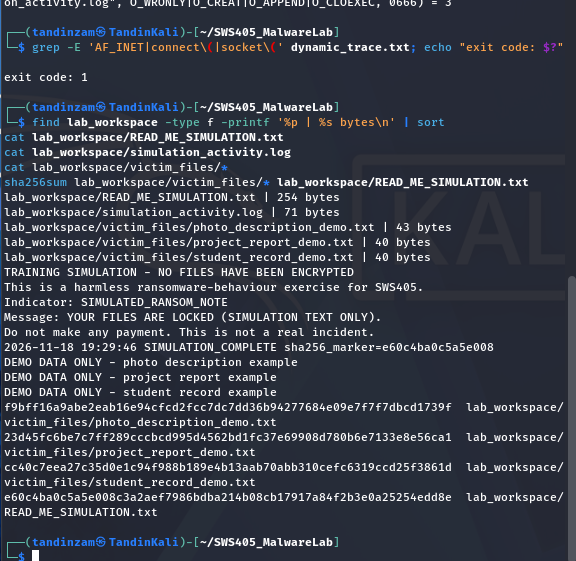 on_activity.log", O_WRONLY|O_CREAT|O_APPEND|O_CLOEXEC, 0666) = 3
┌──(tandinzam㉿TandinKali)-[~/SWS405_MalwareLab]
└─$ grep -E 'AF_INET|connect\(|socket\(' dynamic_trace.txt; echo "exit code: $?"
exit code: 1
┌──(tandinzam㉿TandinKali)-[~/SWS405_MalwareLab]
└─$ find lab_workspace -type f -printf '%p | %s bytes\n' | sort
cat lab_workspace/READ_ME_SIMULATION.txt
cat lab_workspace/simulation_activity.log
cat lab_workspace/victim_files/*
sha256sum lab_workspace/victim_files/* lab_workspace/READ_ME_SIMULATION.txt
lab_workspace/READ_ME_SIMULATION.txt | 254 bytes
lab_workspace/simulation_activity.log | 71 bytes
lab_workspace/victim_files/photo_description_demo.txt | 43 bytes
lab_workspace/victim_files/project_report_demo.txt | 40 bytes
lab_workspace/victim_files/student_record_demo.txt | 40 bytes
TRAINING SIMULATION - NO FILES HAVE BEEN ENCRYPTED
This is a harmless ransomware-behaviour exercise for SWS405.
Indicator: SIMULATED_RANSOM_NOTE
Message: YOUR FILES ARE LOCKED (SIMULATION TEXT ONLY).
Do not make any payment. This is not a real incident.
2026-11-18 19:29:46 SIMULATION_COMPLETE sha256_marker=e60c4ba0c5a5e008
DEMO DATA ONLY - photo description example
DEMO DATA ONLY - project report example
DEMO DATA ONLY - student record example
f9bff16a9abe2eab16e94cfcd2fcc7dc7dd36b94277684e09e7f7f7dbcd1739f  lab_workspace/
victim_files/photo_description_demo.txt
23d45fc6be7c7ff289cccbcd995d4562bd1fc37e69908d780b6e7133e8e56ca1  lab_workspace/
victim_files/project_report_demo.txt
cc40c7eea27c35d0e1c94f988b189e4b13aab70abb310cefc6319ccd25f3861d  lab_workspace/
victim_files/student_record_demo.txt
e60c4ba0c5a5e008c3a2aef7986bdba214b08cb17917a84f2b3e0a25254edd8e  lab_workspace/
READ_ME_SIMULATION.txt
┌──(tandinzam㉿TandinKali)-[~/SWS405_MalwareLab]
└─$
KAL